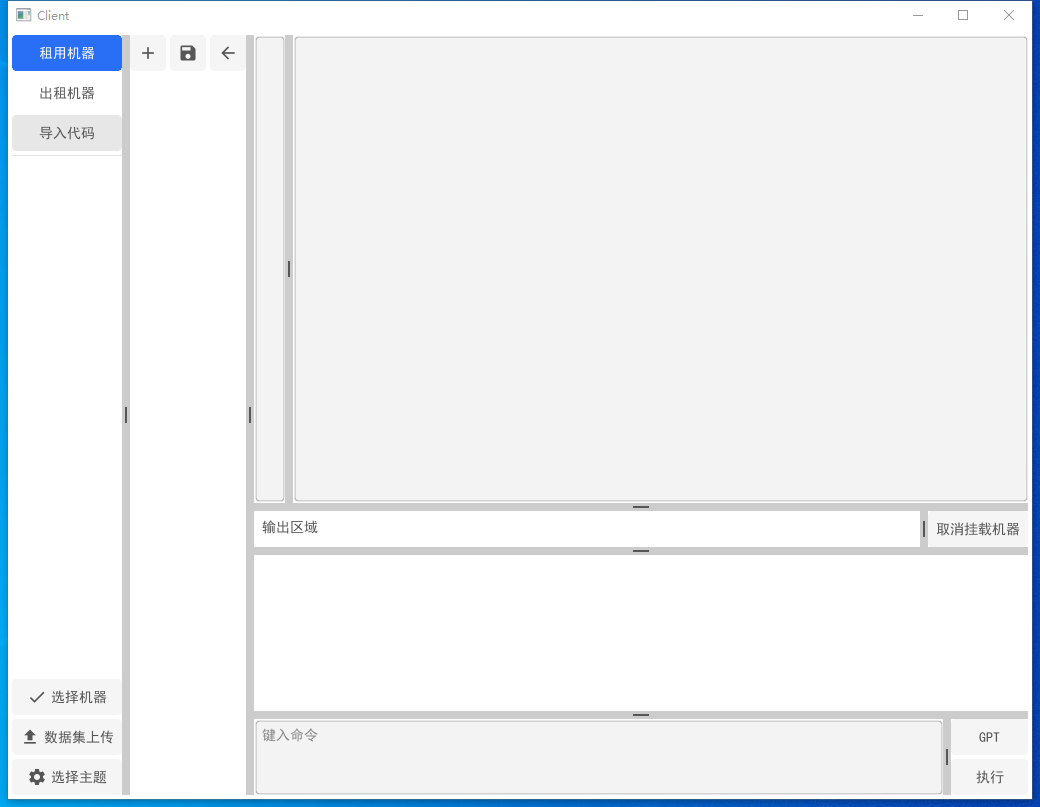 Client
租用机器
出租机器
导入代码
输出区域
取消挂载机器
选择机器
数据集上传
选择主题
键入命令
GPT
执行